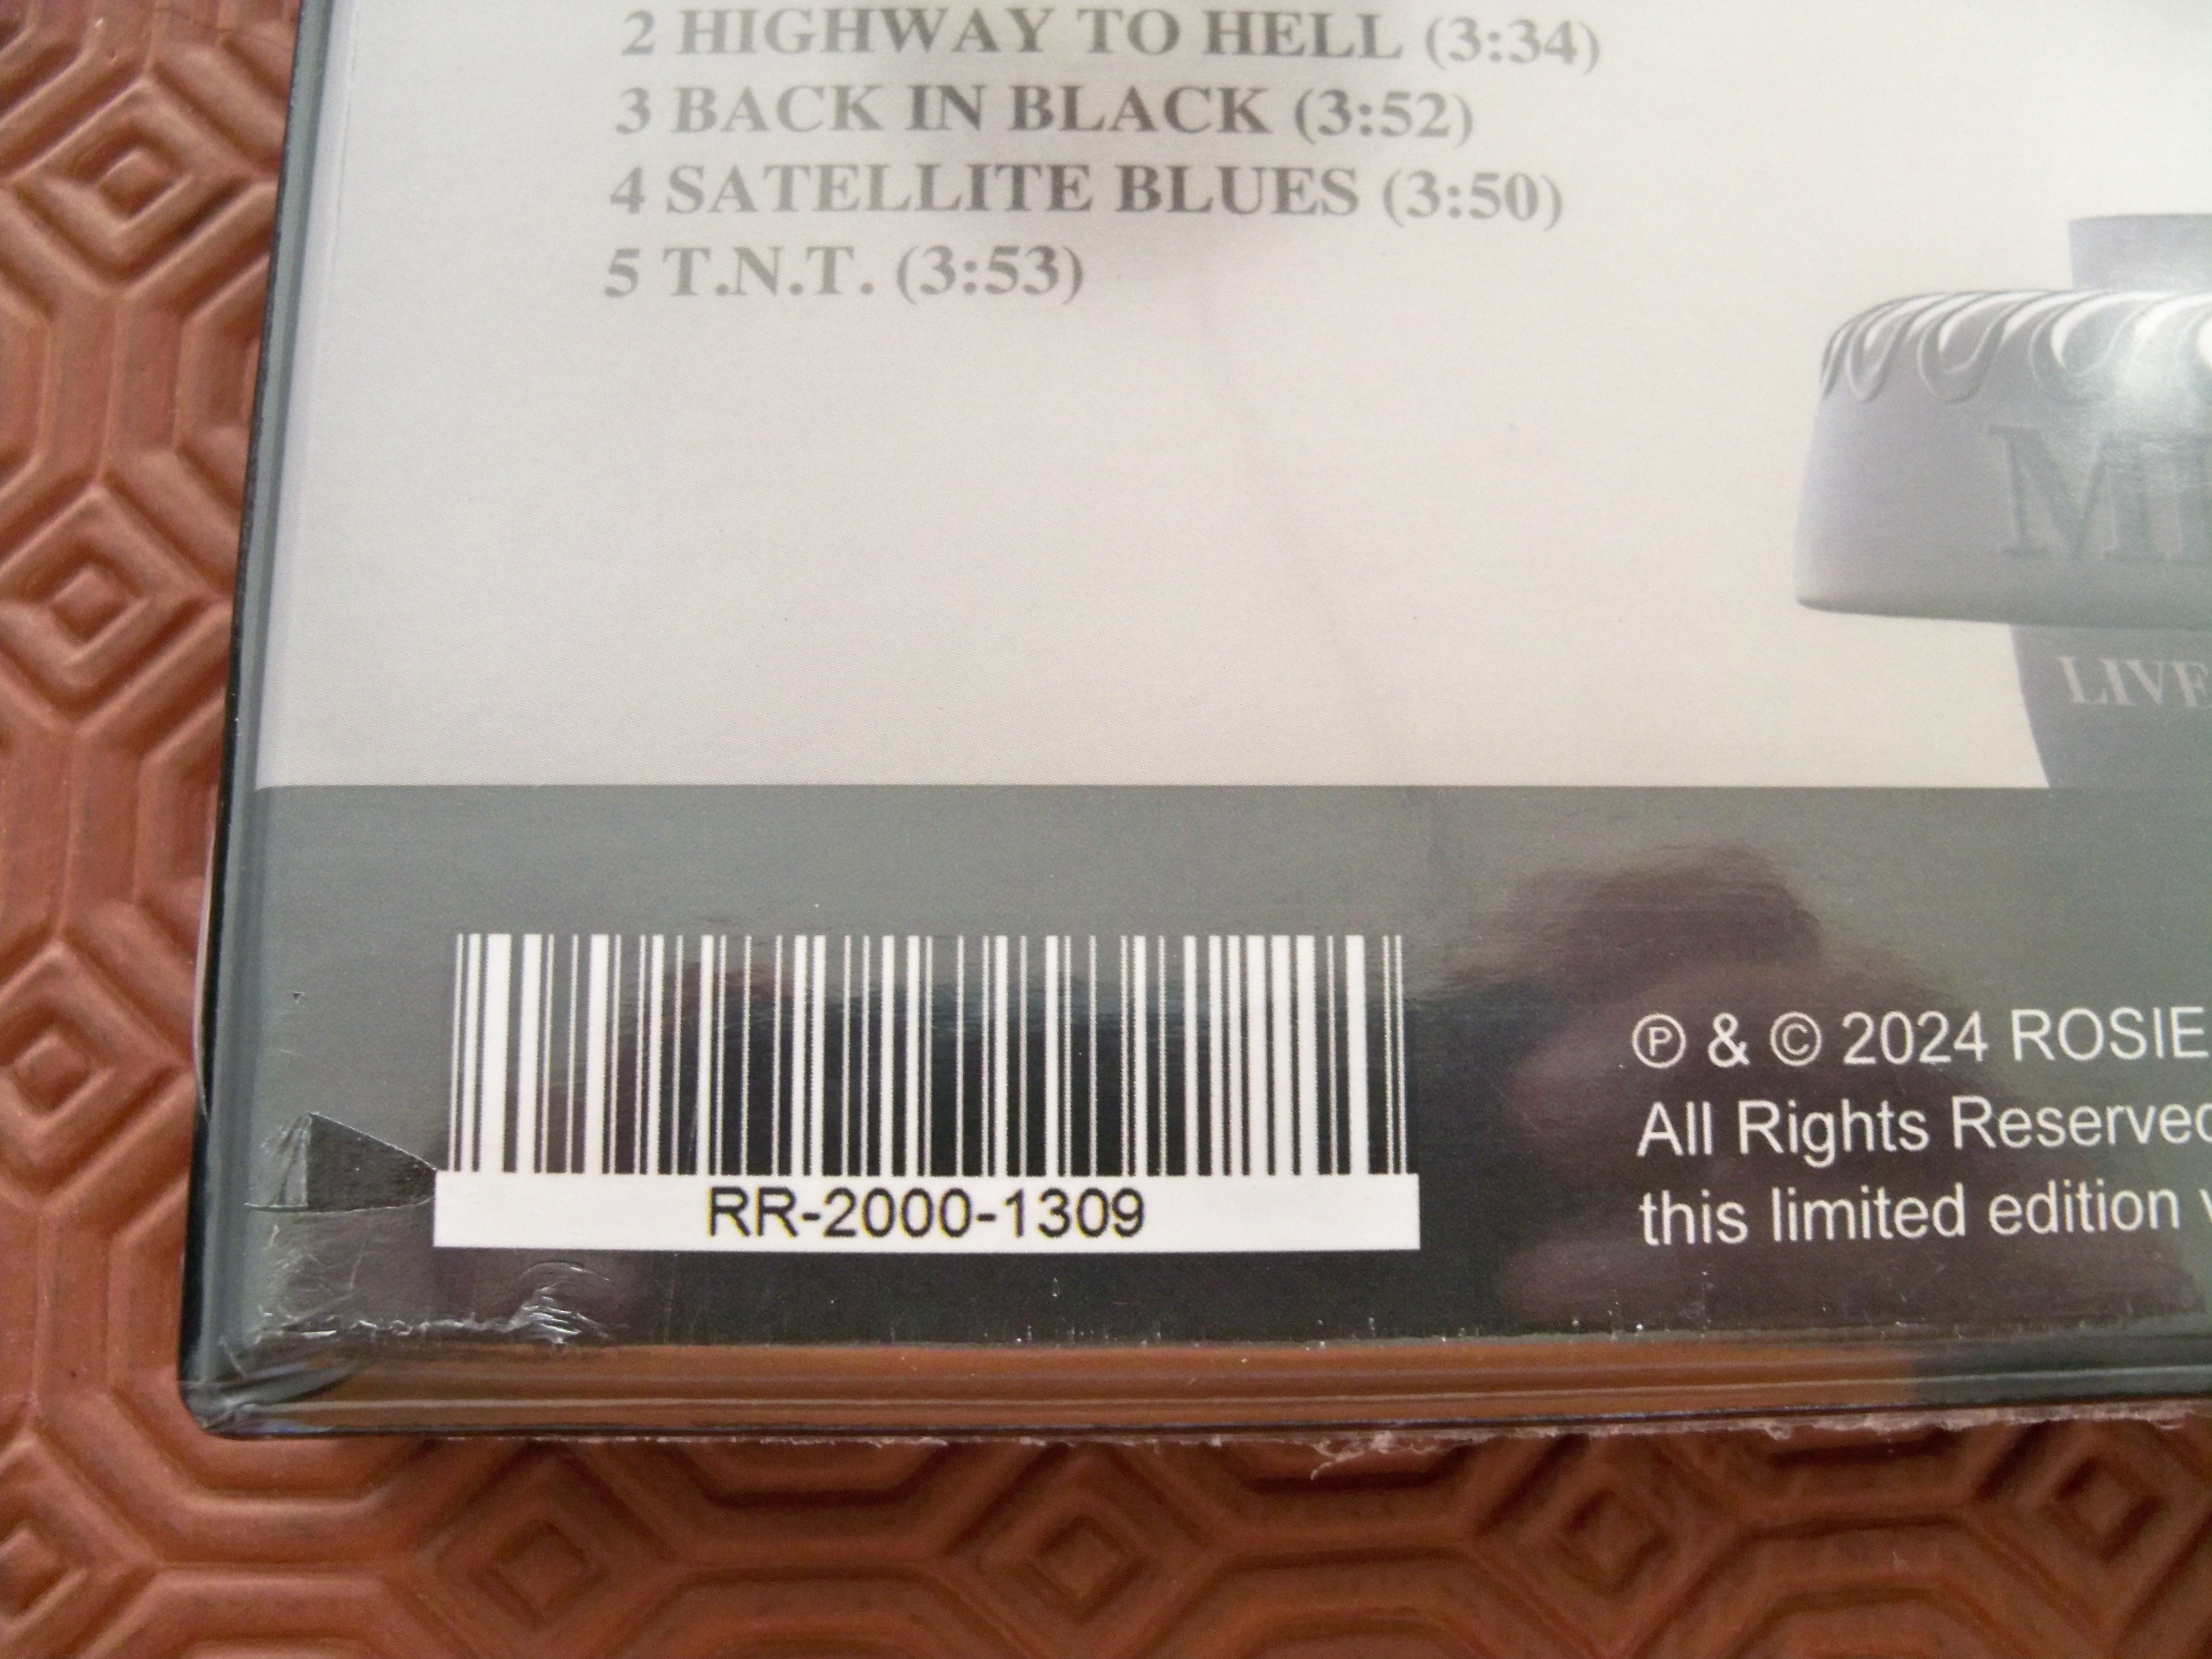 2 HIGHWAY TO HELL (3:34)
3 BACK IN BLACK (3:52)
4 SATELLITE BLUES (3:50)
5 T.N.T. (3:53)
LIVE
RR-2000-1309
℗ & © 2024 ROSIE
All Rights Reserved
this limited edition